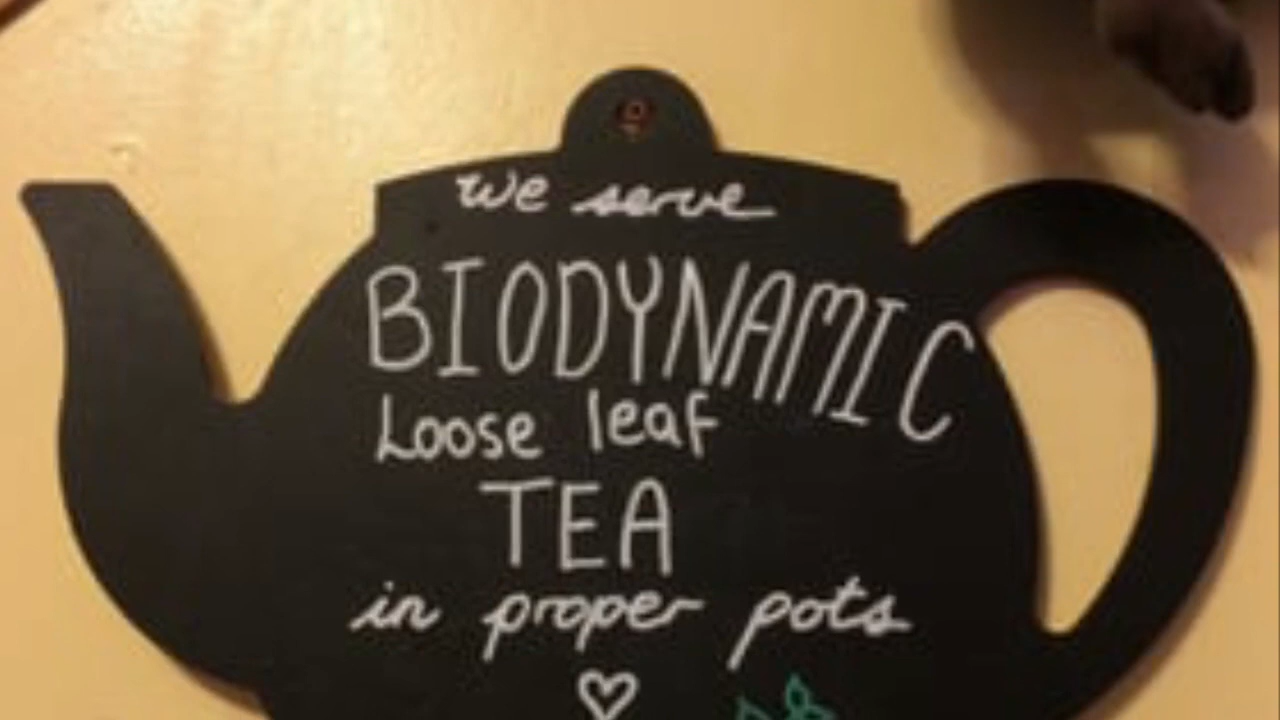 we serve
BIODYNAMIC
Loose leaf
TEA
in proper pots